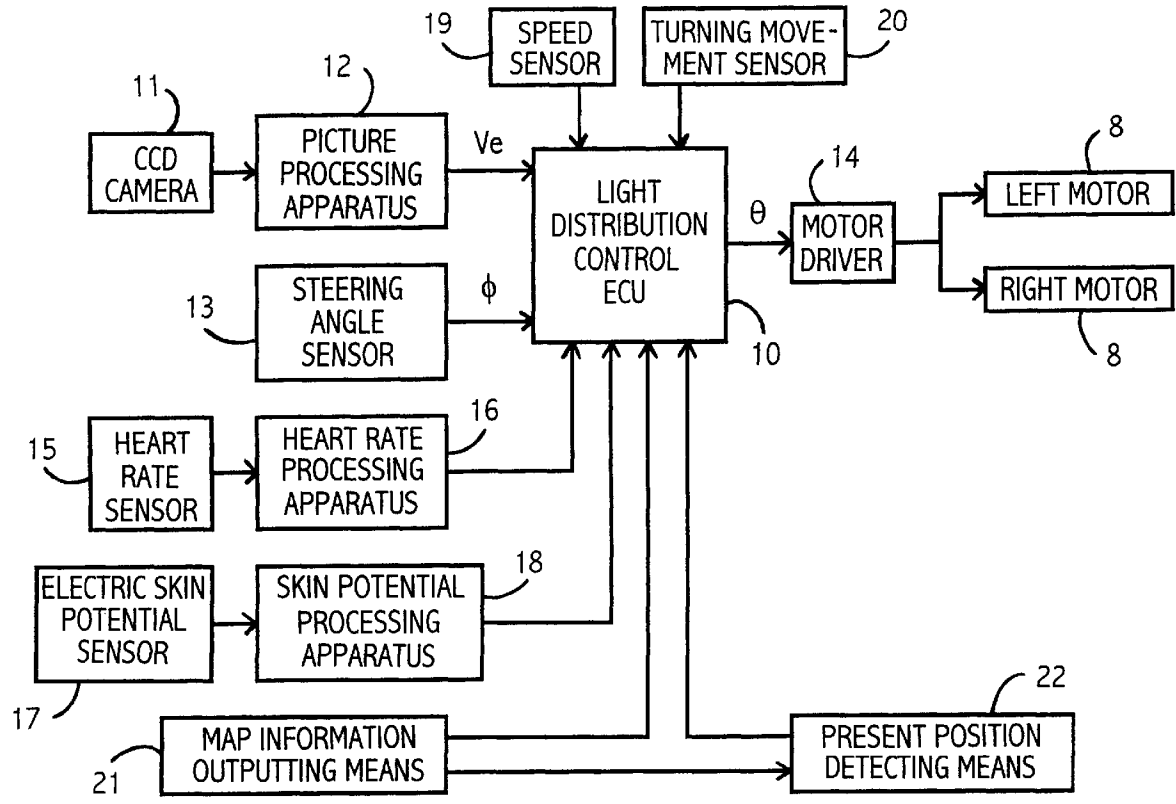 19
SPEED
SENSOR
TURNING MOVE-
MENT SENSOR
20
11
CCD
CAMERA
12
PICTURE
PROCESSING
APPARATUS
Ve
LIGHT
DISTRIBUTION
CONTROL
ECU
10
θ
14
MOTOR
DRIVER
8
LEFT MOTOR
RIGHT MOTOR
8
13
STEERING
ANGLE
SENSOR
ϕ
15
HEART
RATE
SENSOR
16
HEART RATE
PROCESSING
APPARATUS
ELECTRIC SKIN
POTENTIAL
SENSOR
17
18
SKIN POTENTIAL
PROCESSING
APPARATUS
21
MAP INFORMATION
OUTPUTTING MEANS
22
PRESENT POSITION
DETECTING MEANS